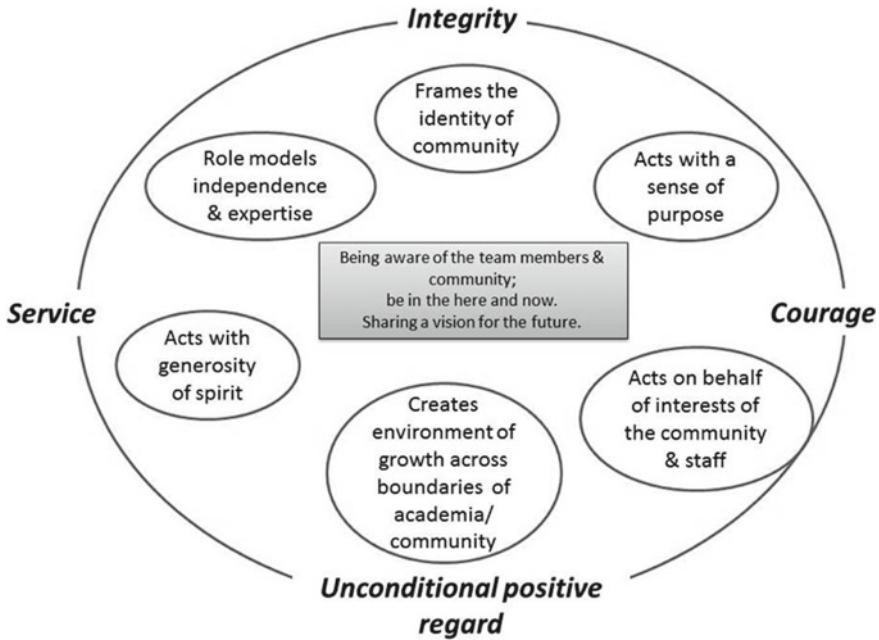 Integrity
Frames the
identity of
community
Role models
independence
& expertise
Acts with a
sense of
purpose
Being aware of the team members &
community;
be in the here and now.
Sharing a vision for the future.
Service
Courage
Acts with
generosity
of spirit
Acts on behalf
of interests of
the community
& staff
Creates
environment of
growth across
boundaries of
academia/
community
Unconditional positive
regard